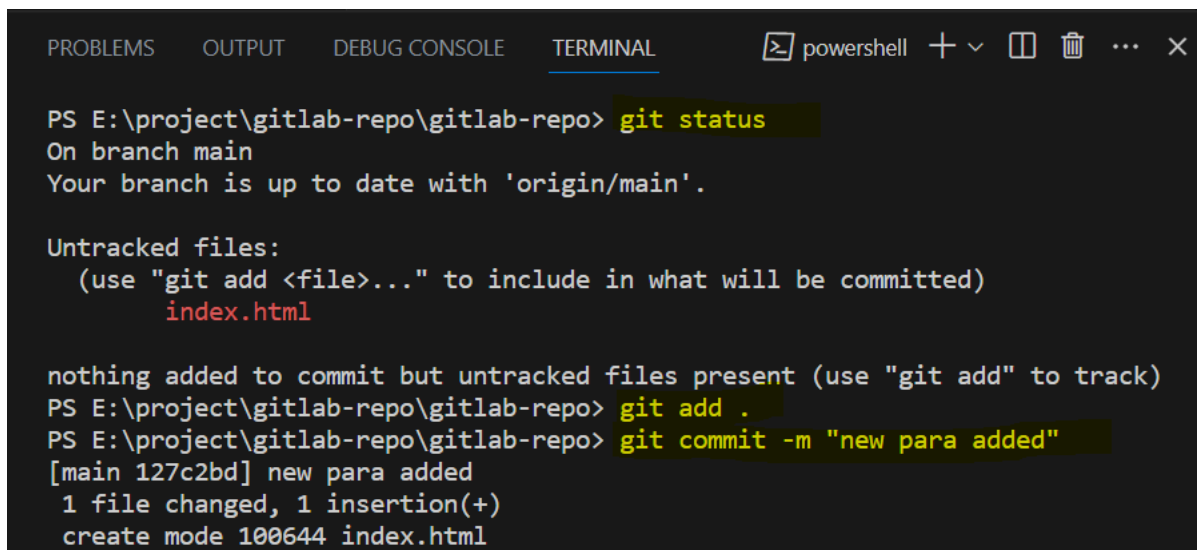 PROBLEMS OUTPUT DEBUG CONSOLE TERMINAL powershell
PS E:\project\gitlab-repo\gitlab-repo> git status
On branch main
Your branch is up to date with 'origin/main'.
Untracked files:
(use "git add <file>..." to include in what will be committed)
index.html
nothing added to commit but untracked files present (use "git add" to track)
PS E:\project\gitlab-repo\gitlab-repo> git add .
PS E:\project\gitlab-repo\gitlab-repo> git commit -m "new para added"
[main 127c2bd] new para added
1 file changed, 1 insertion(+)
create mode 100644 index.html